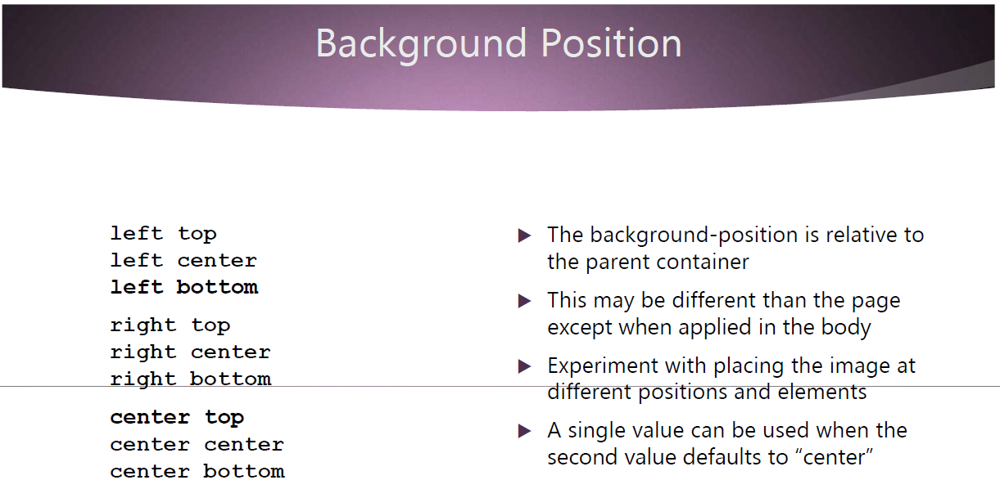 Background Position
left top
left center
left bottom
right top
right center
right bottom
center top
center center
center bottom
The background-position is relative to
the parent container
This may be different than the page
except when applied in the body
Experiment with placing the image at
different positions and elements
A single value can be used when the
second value defaults to “center”